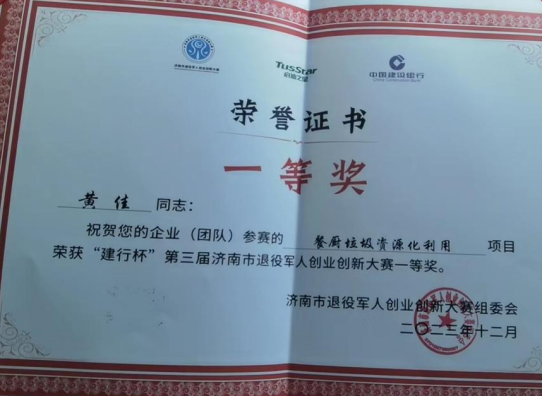 TusStar
启迪之星
中国建设银行
China Construction Bank
荣誉证书
一等奖
黄佳 同志：
祝贺您的企业（团队）参赛的 餐厨垃圾资源化利用 项目
荣获“建行杯”第三届济南市退役军人创业创新大赛一等奖。
济南市退役军人创业创新大赛组委会
二〇二三年十二月